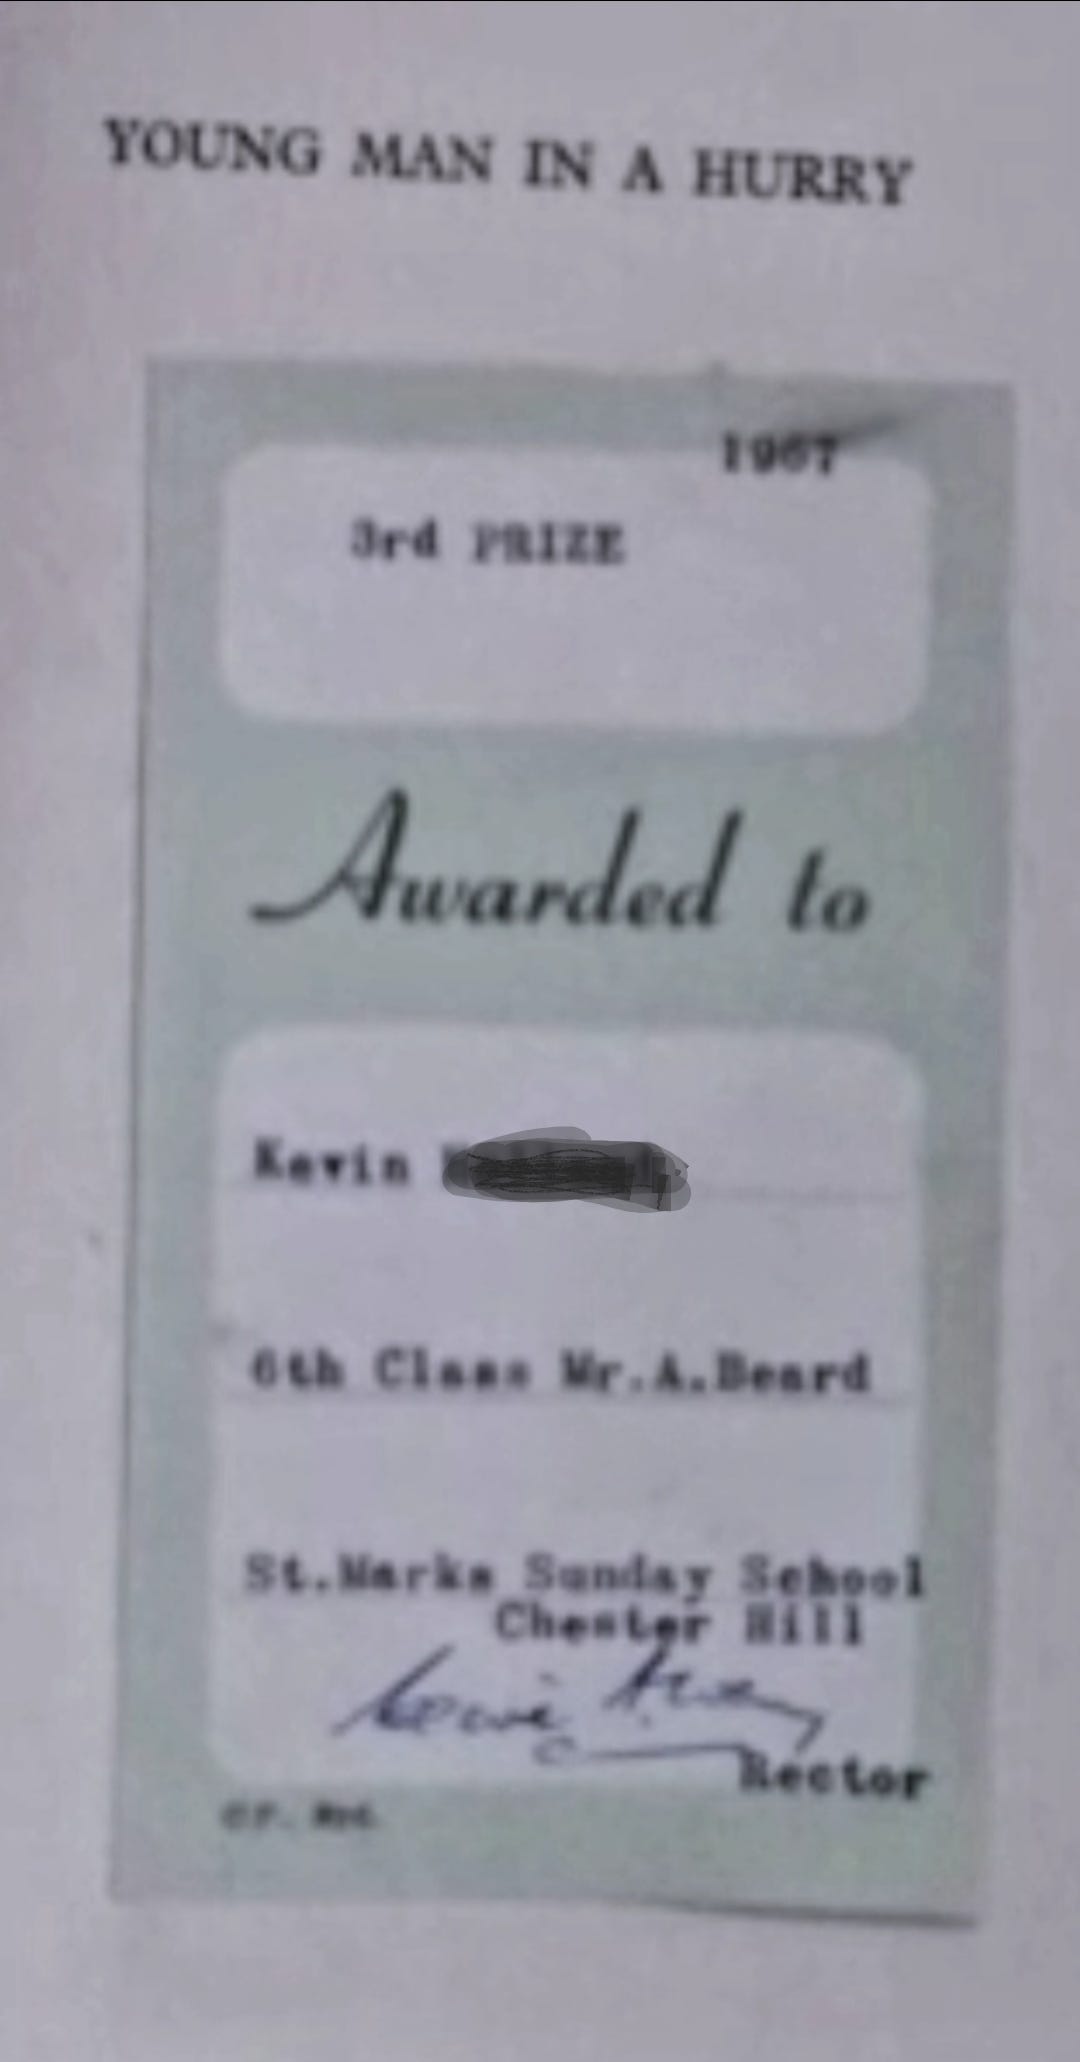 YOUNG MAN IN A HURRY
1967
3rd PRIZE
Awarded to
Kevin
6th Class Mr.A.Beard
St.Marks Sunday School
Chester Hill
Rector